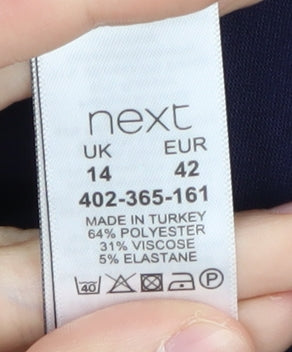 next
UK EUR
14 42
402-365-161
MADE IN TURKEY
64% POLYESTER
31% VISCOSE
5% ELASTANE
40 P